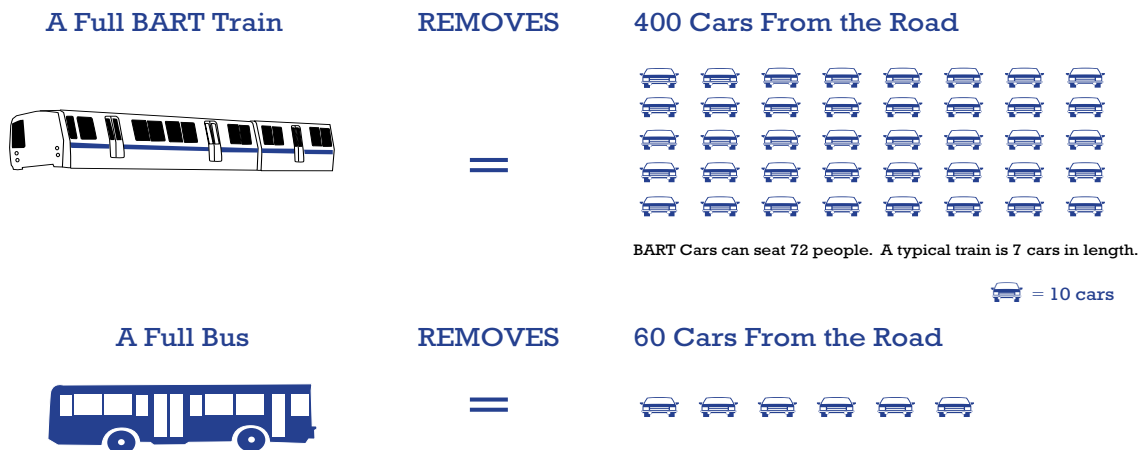 A Full BART Train REMOVES 400 Cars From the Road
=
BART Cars can seat 72 people. A typical train is 7 cars in length.
= 10 cars
A Full Bus REMOVES 60 Cars From the Road
=